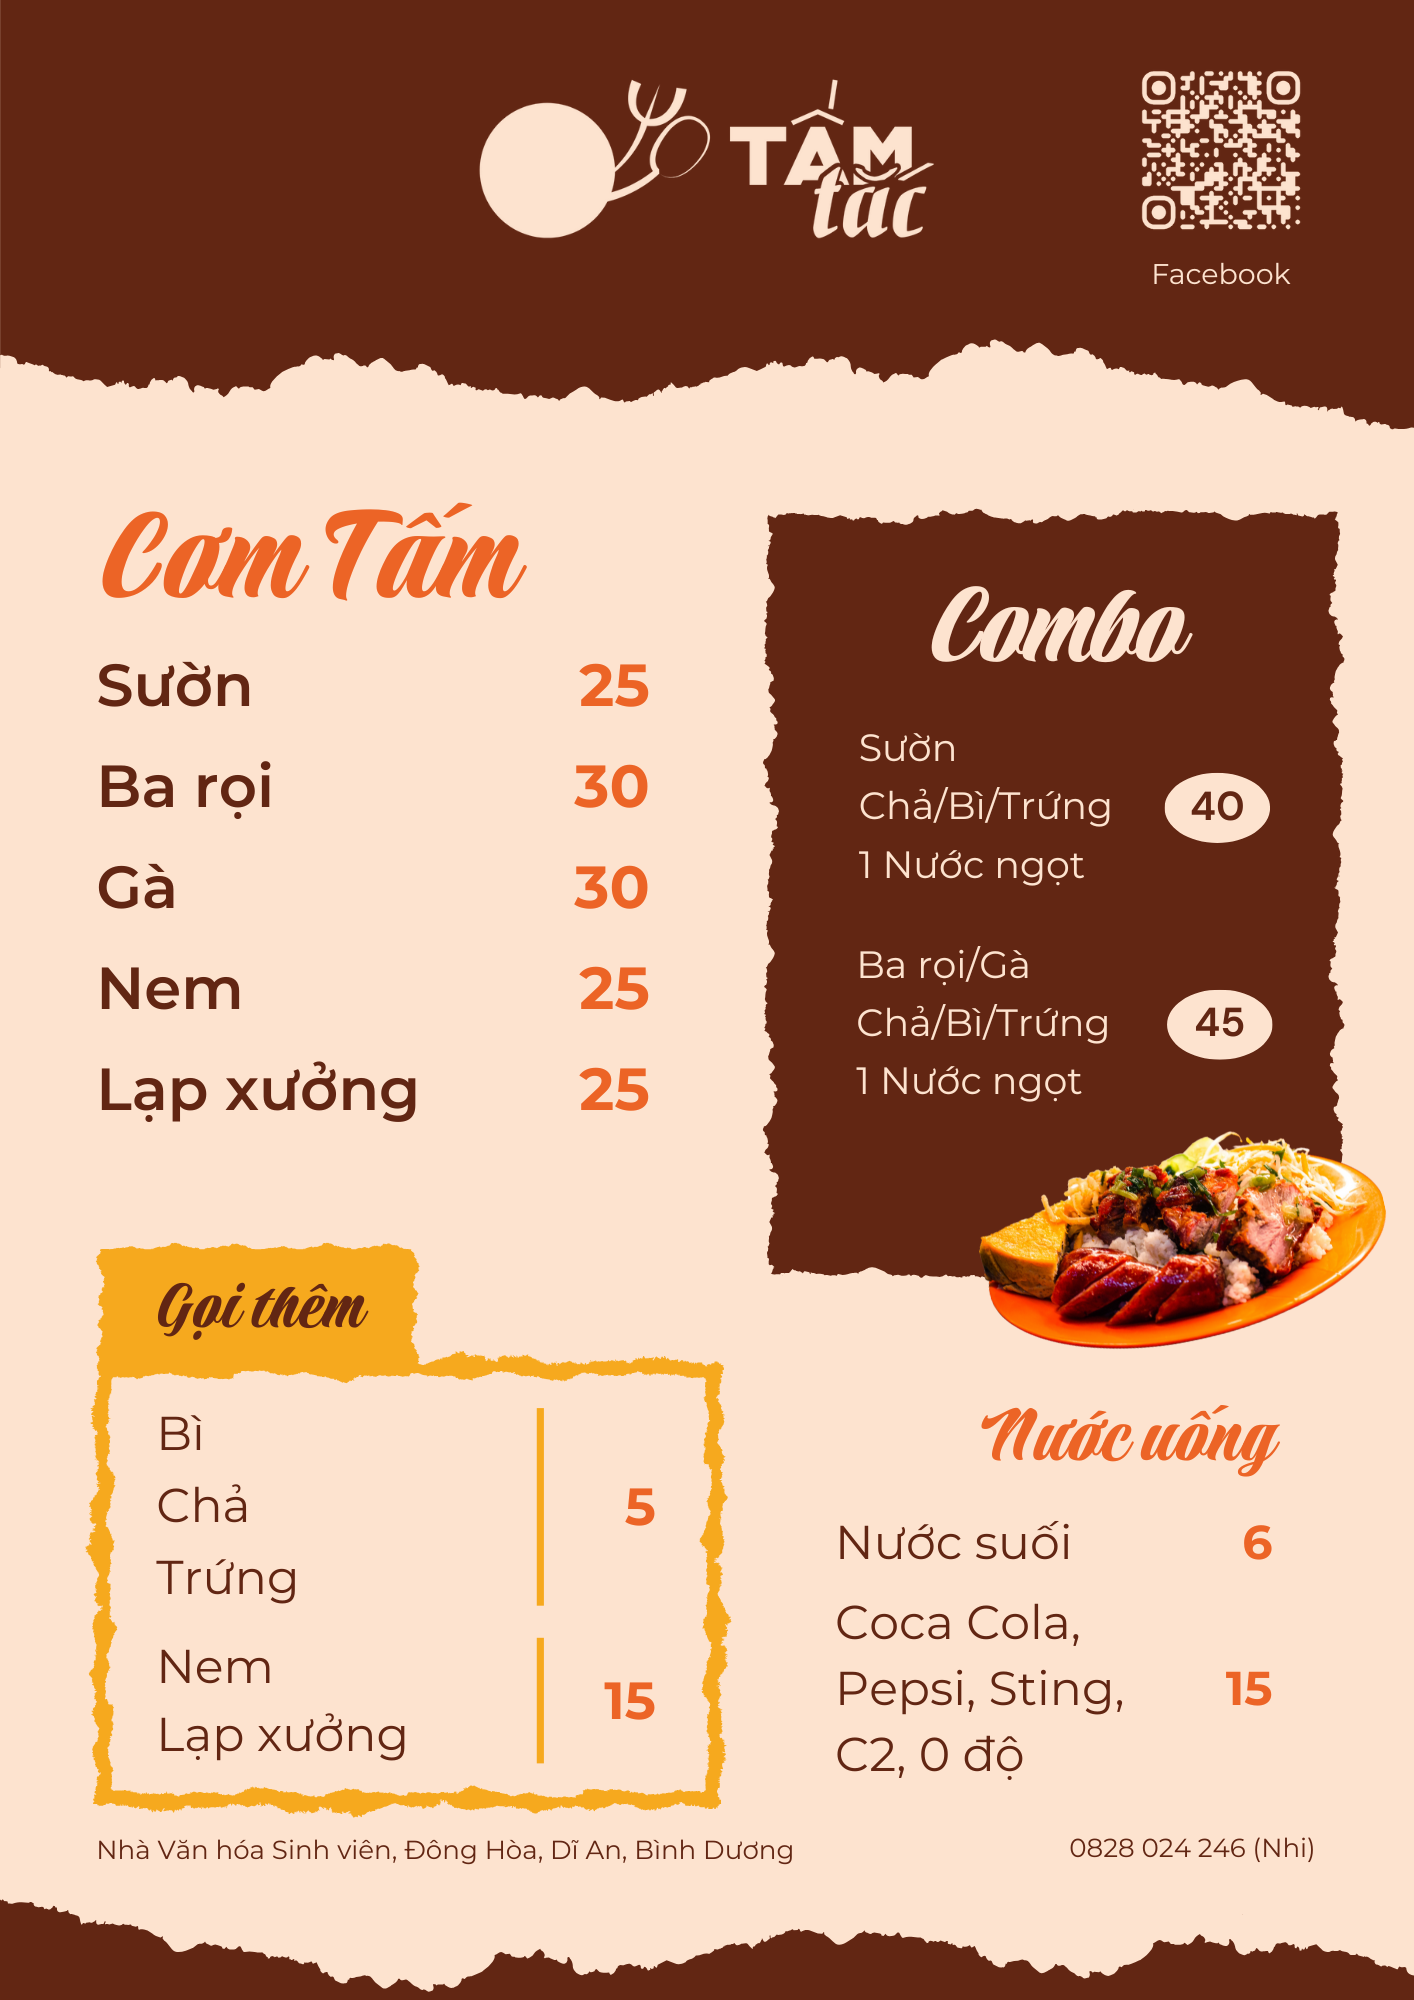 TẤM
tắc
Facebook
Cơm Tấm
Sườn 25
Ba rọi 30
Gà 30
Nem 25
Lạp xưởng 25
Combo
Sườn
Chả/Bì/Trứng 40
1 Nước ngọt
Ba rọi/Gà
Chả/Bì/Trứng 45
1 Nước ngọt
Gọi thêm
Bì
Chả 5
Trứng
Nem
15
Lạp xưởng
Nước uống
Nước suối 6
Coca Cola,
Pepsi, Sting, 15
C2, 0 độ
Nhà Văn hóa Sinh viên, Đông Hòa, Dĩ An, Bình Dương
0828 024 246 (Nhi)